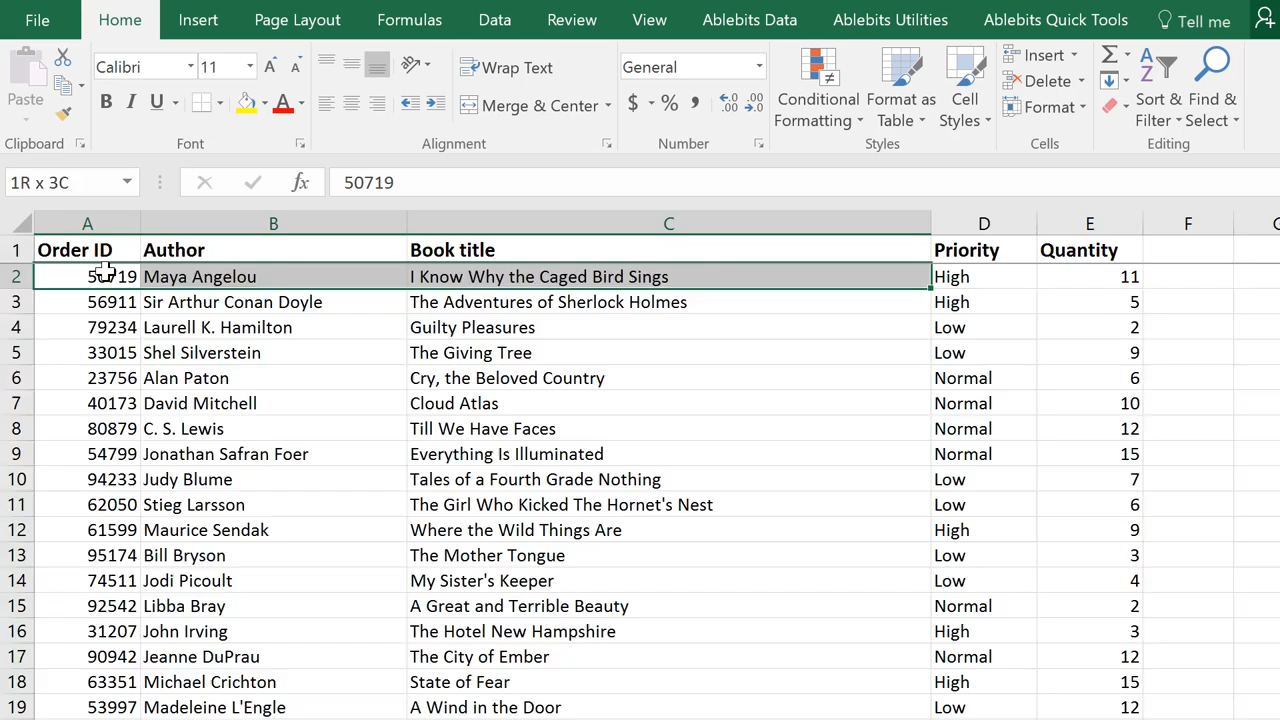 File Home Insert Page Layout Formulas Data Review View Ablebits Data Ablebits Utilities Ablebits Quick Tools Tell me
Paste
Calibri 11
B I U A
Wrap Text
Merge & Center
General
$ % , .0 .00 .00 .0
Conditional Formatting
Format as Table
Cell Styles
Insert
Delete
Format
Σ
Sort & Filter
Find & Select
Clipboard Font Alignment Number Styles Cells Editing
1R x 3C fx 50719
A B C D E F
1 Order ID Author Book title Priority Quantity
2 Maya Angelou I Know Why the Caged Bird Sings High 11
3 56911 Sir Arthur Conan Doyle The Adventures of Sherlock Holmes High 5
4 79234 Laurell K. Hamilton Guilty Pleasures Low 2
5 33015 Shel Silverstein The Giving Tree Low 9
6 23756 Alan Paton Cry, the Beloved Country Normal 6
7 40173 David Mitchell Cloud Atlas Normal 10
8 80879 C. S. Lewis Till We Have Faces Normal 12
9 54799 Jonathan Safran Foer Everything Is Illuminated Normal 15
10 94233 Judy Blume Tales of a Fourth Grade Nothing Low 7
11 62050 Stieg Larsson The Girl Who Kicked The Hornet's Nest Low 6
12 61599 Maurice Sendak Where the Wild Things Are High 9
13 95174 Bill Bryson The Mother Tongue Low 3
14 74511 Jodi Picoult My Sister's Keeper Low 4
15 92542 Libba Bray A Great and Terrible Beauty Normal 2
16 31207 John Irving The Hotel New Hampshire High 3
17 90942 Jeanne DuPrau The City of Ember Normal 12
18 63351 Michael Crichton State of Fear High 15
19 53997 Madeleine L'Engle A Wind in the Door Low 12